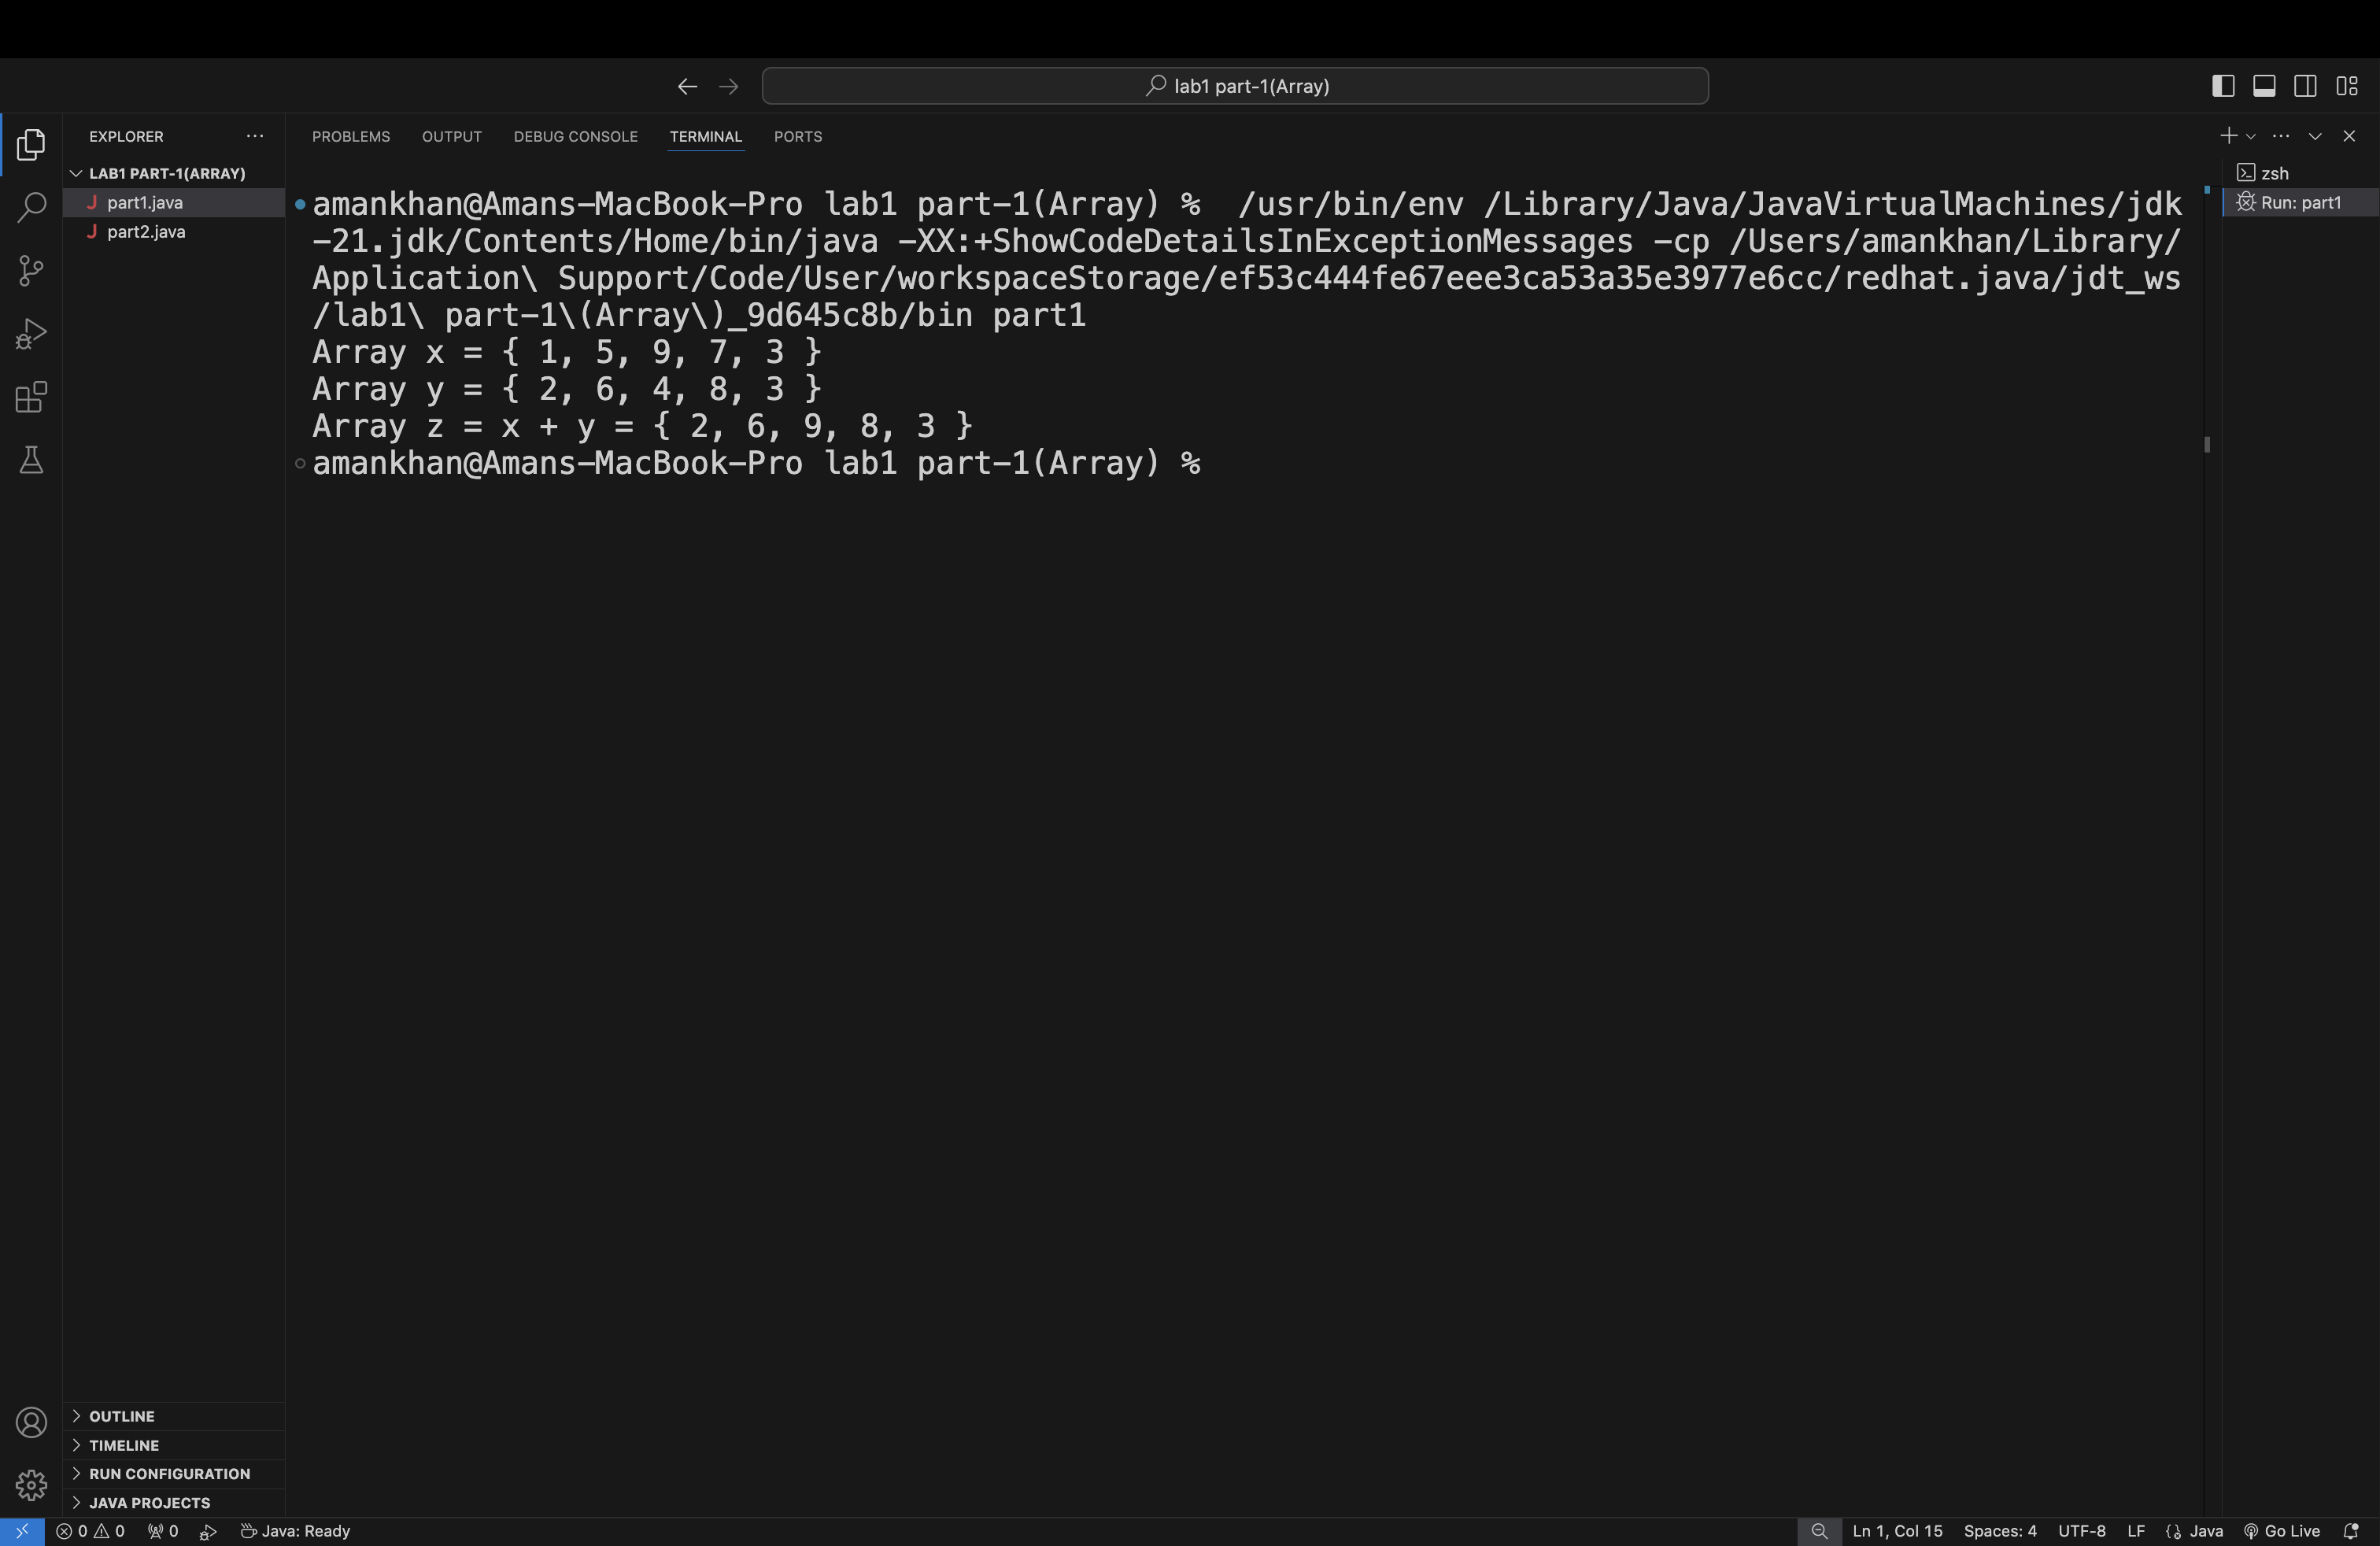 lab1 part-1(Array)
EXPLORER
PROBLEMS OUTPUT DEBUG CONSOLE TERMINAL PORTS
LAB1 PART-1(ARRAY)
part1.java
part2.java
amankhan@Amans-MacBook-Pro lab1 part-1(Array) %  /usr/bin/env /Library/Java/JavaVirtualMachines/jdk
-21.jdk/Contents/Home/bin/java -XX:+ShowCodeDetailsInExceptionMessages -cp /Users/amankhan/Library/
Application\ Support/Code/User/workspaceStorage/ef53c444fe67eee3ca53a35e3977e6cc/redhat.java/jdt_ws
/lab1\ part-1\(Array\)_9d645c8b/bin part1
Array x = { 1, 5, 9, 7, 3 }
Array y = { 2, 6, 4, 8, 3 }
Array z = x + y = { 2, 6, 9, 8, 3 }
amankhan@Amans-MacBook-Pro lab1 part-1(Array) %
zsh
Run: part1
OUTLINE
TIMELINE
RUN CONFIGURATION
JAVA PROJECTS
0 0 0 Java: Ready Ln 1, Col 15 Spaces: 4 UTF-8 LF Java Go Live